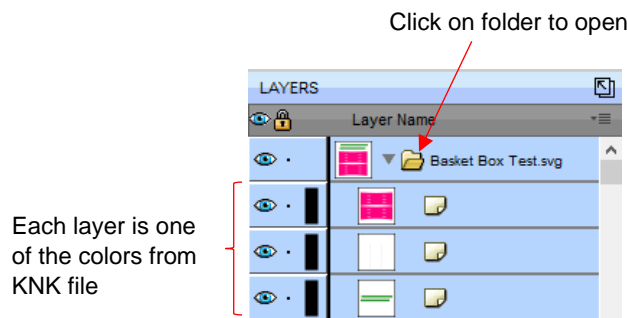 Click on folder to open
LAYERS
Layer Name
Basket Box Test.svg
Each layer is one
of the colors from
KNK file